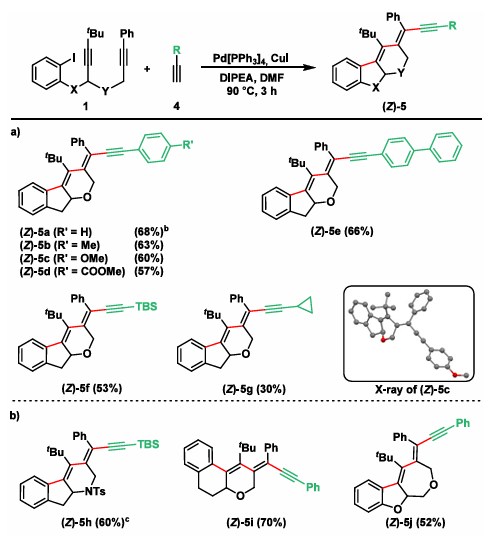 ᵗBu
Ph
I
X
Y
1
+
R
4
Pd[PPh₃]₄, CuI
DIPEA, DMF
90 °C, 3 h
Ph
ᵗBu
R
X
Y
(Z)-5
a)
Ph
ᵗBu
R'
O
(Z)-5a (R' = H) (68%)ᵇ
(Z)-5b (R' = Me) (63%)
(Z)-5c (R' = OMe) (60%)
(Z)-5d (R' = COOMe) (57%)
Ph
ᵗBu
O
(Z)-5e (66%)
Ph
TBS
ᵗBu
O
(Z)-5f (53%)
Ph
ᵗBu
O
(Z)-5g (30%)
X-ray of (Z)-5c
b)
Ph
TBS
ᵗBu
NTs
(Z)-5h (60%)ᶜ
ᵗBu
Ph
O
Ph
(Z)-5i (70%)
Ph
Ph
ᵗBu
O
O
(Z)-5j (52%)